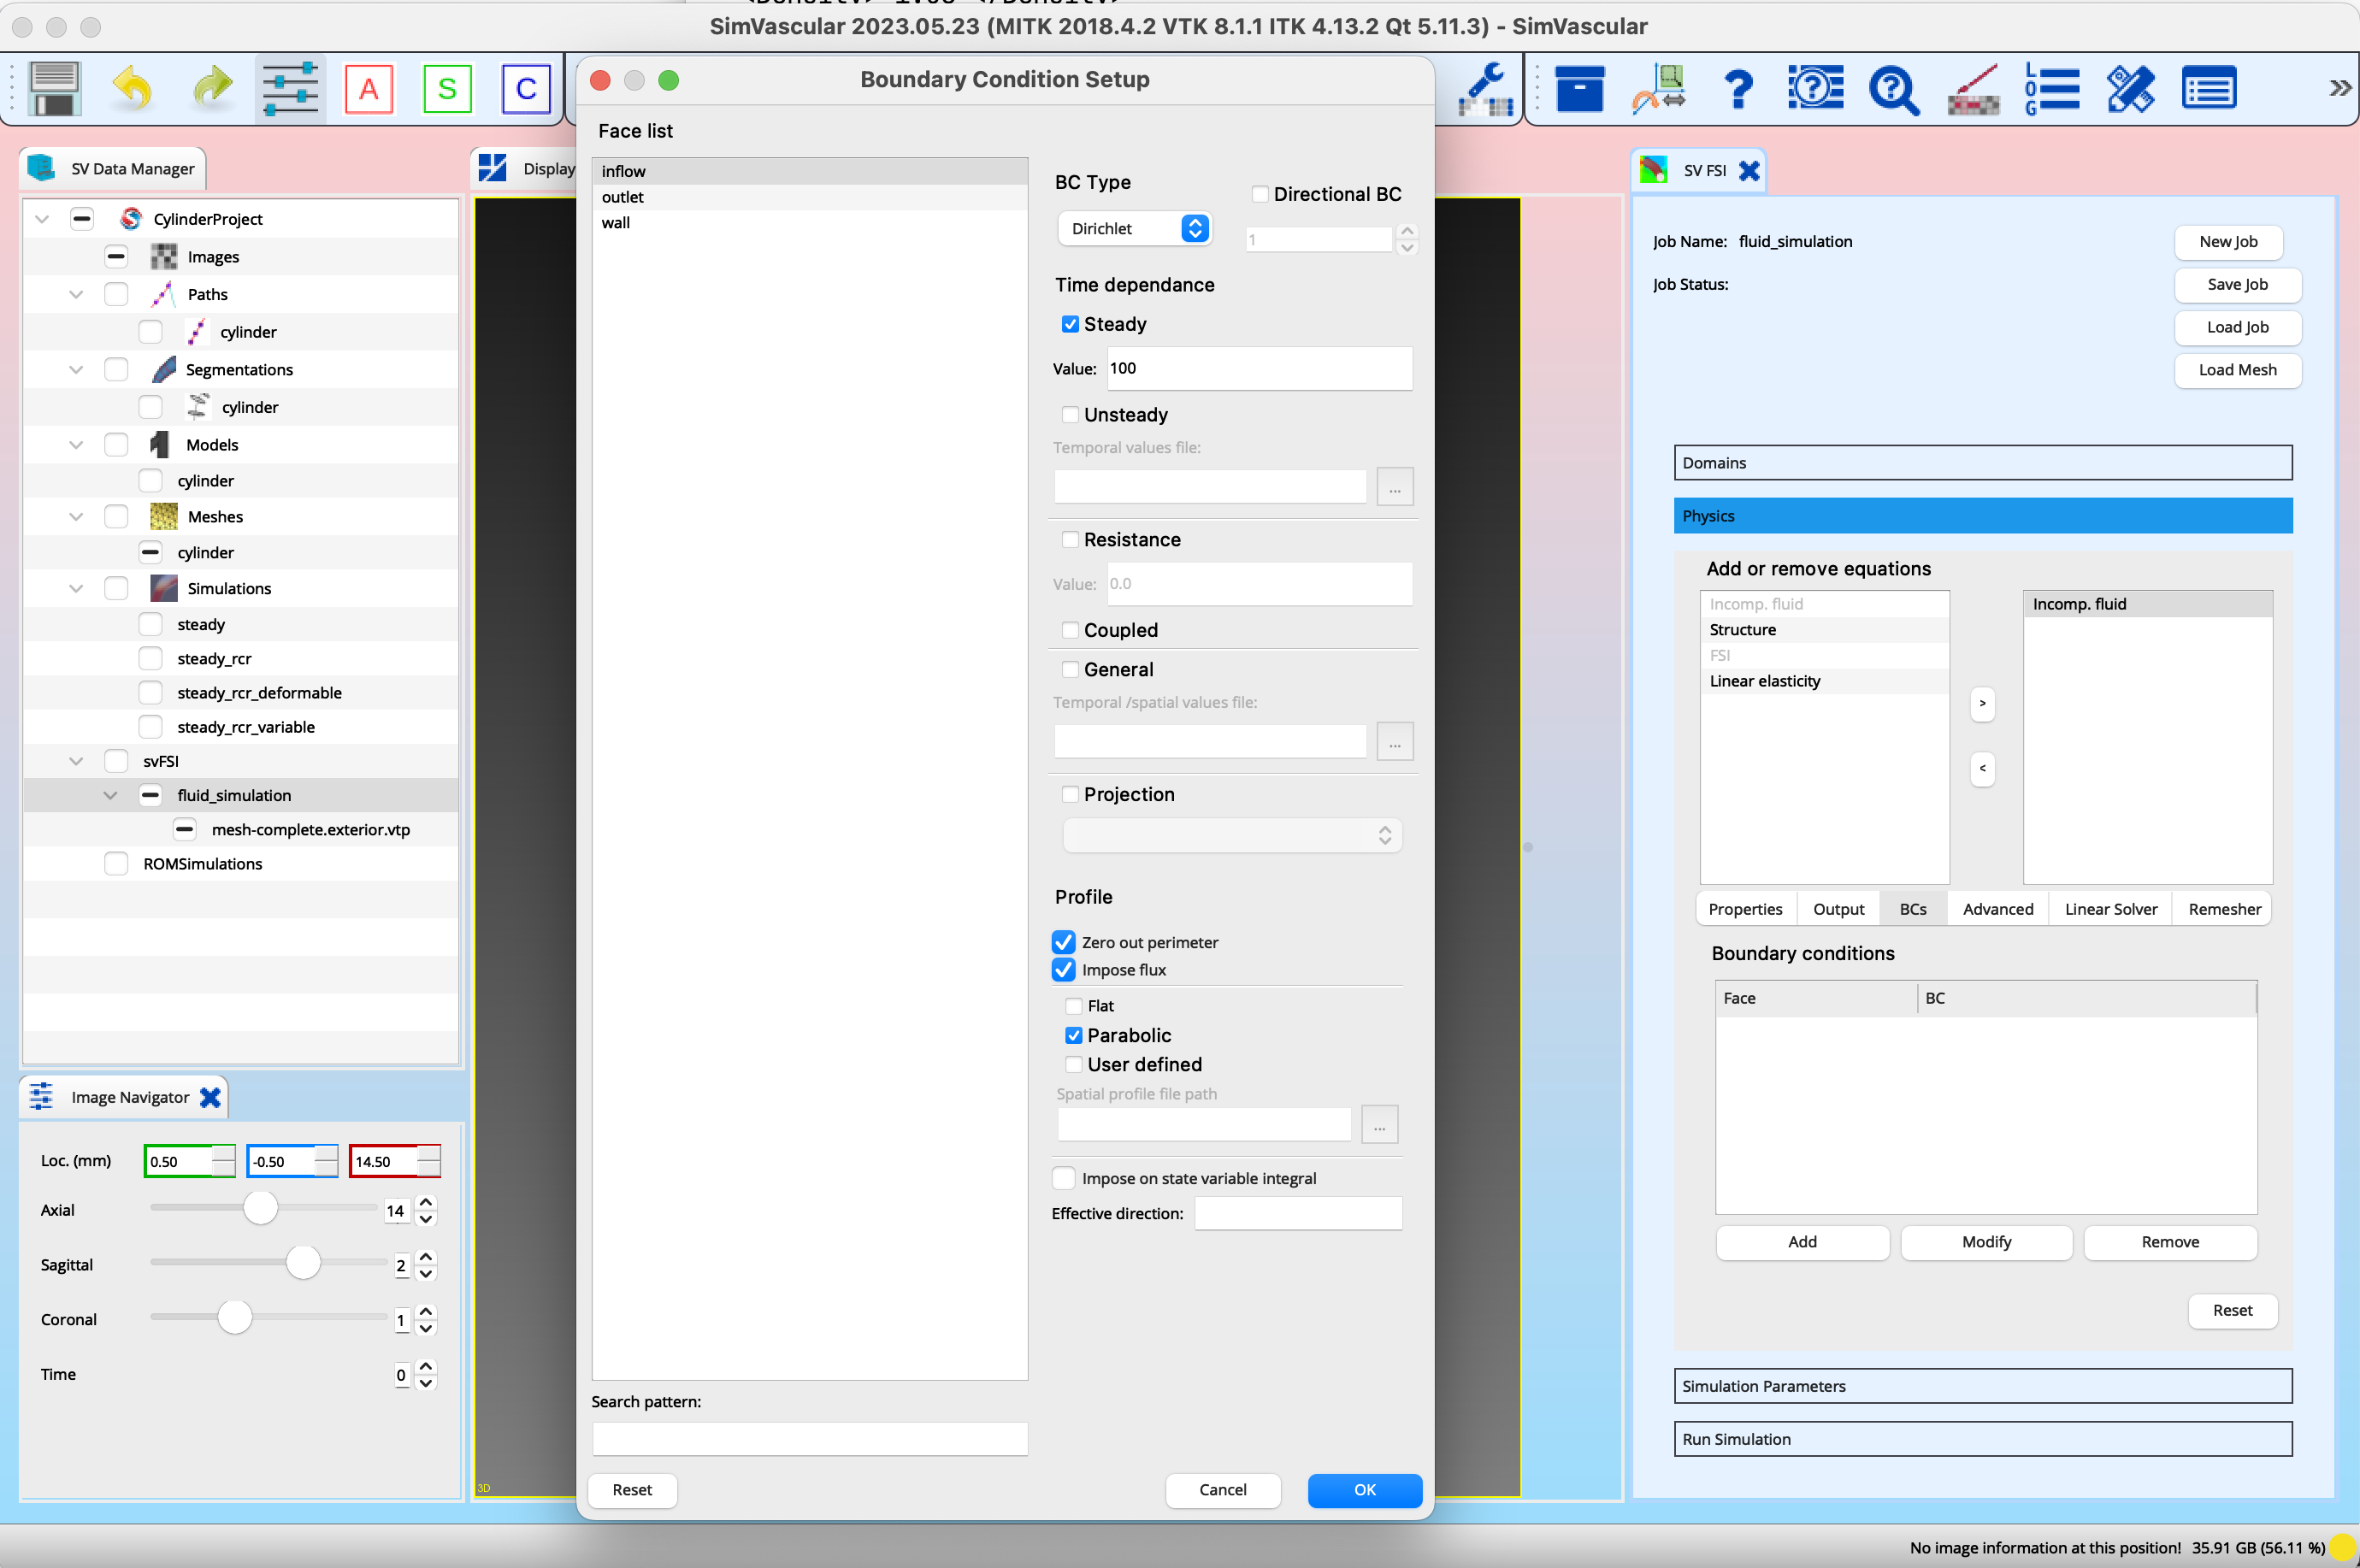 SimVascular 2023.05.23 (MITK 2018.4.2 VTK 8.1.1 ITK 4.13.2 Qt 5.11.3) - SimVascular
A
S
C
LOG
SV Data Manager
CylinderProject
Images
Paths
cylinder
Segmentations
cylinder
Models
cylinder
Meshes
cylinder
Simulations
steady
steady_rcr
steady_rcr_deformable
steady_rcr_variable
svFSI
fluid_simulation
mesh-complete.exterior.vtp
ROMSimulations
Image Navigator
Loc. (mm) 0.50 -0.50 14.50
Axial 14
Sagittal 2
Coronal 1
Time 0
Display
3D
Boundary Condition Setup
Face list
inflow
outlet
wall
Search pattern:
Reset
BC Type
Directional BC
Dirichlet
1
Time dependance
Steady
Value: 100
Unsteady
Temporal values file:
...
Resistance
Value: 0.0
Coupled
General
Temporal /spatial values file:
...
Projection
Profile
Zero out perimeter
Impose flux
Flat
Parabolic
User defined
Spatial profile file path
...
Impose on state variable integral
Effective direction:
Cancel
OK
SV FSI
Job Name: fluid_simulation
Job Status:
New Job
Save Job
Load Job
Load Mesh
Domains
Physics
Add or remove equations
Incomp. fluid
Structure
FSI
Linear elasticity
>
<
Incomp. fluid
Properties Output BCs Advanced Linear Solver Remesher
Boundary conditions
Face BC
Add Modify Remove
Reset
Simulation Parameters
Run Simulation
No image information at this position! 35.91 GB (56.11 %)